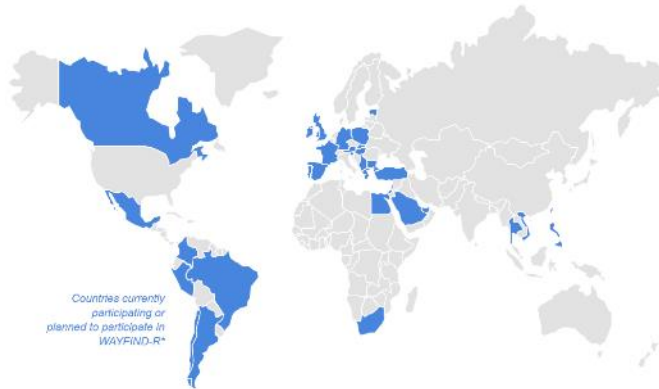 Countries currently
participating or
planned to participate in
WAYFIND-R*